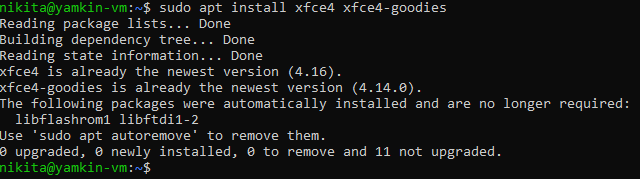 nikita@yamkin-vm:~$ sudo apt install xfce4 xfce4-goodies
Reading package lists... Done
Building dependency tree... Done
Reading state information... Done
xfce4 is already the newest version (4.16).
xfce4-goodies is already the newest version (4.14.0).
The following packages were automatically installed and are no longer required:
  libflashrom1 libftdi1-2
Use 'sudo apt autoremove' to remove them.
0 upgraded, 0 newly installed, 0 to remove and 11 not upgraded.
nikita@yamkin-vm:~$